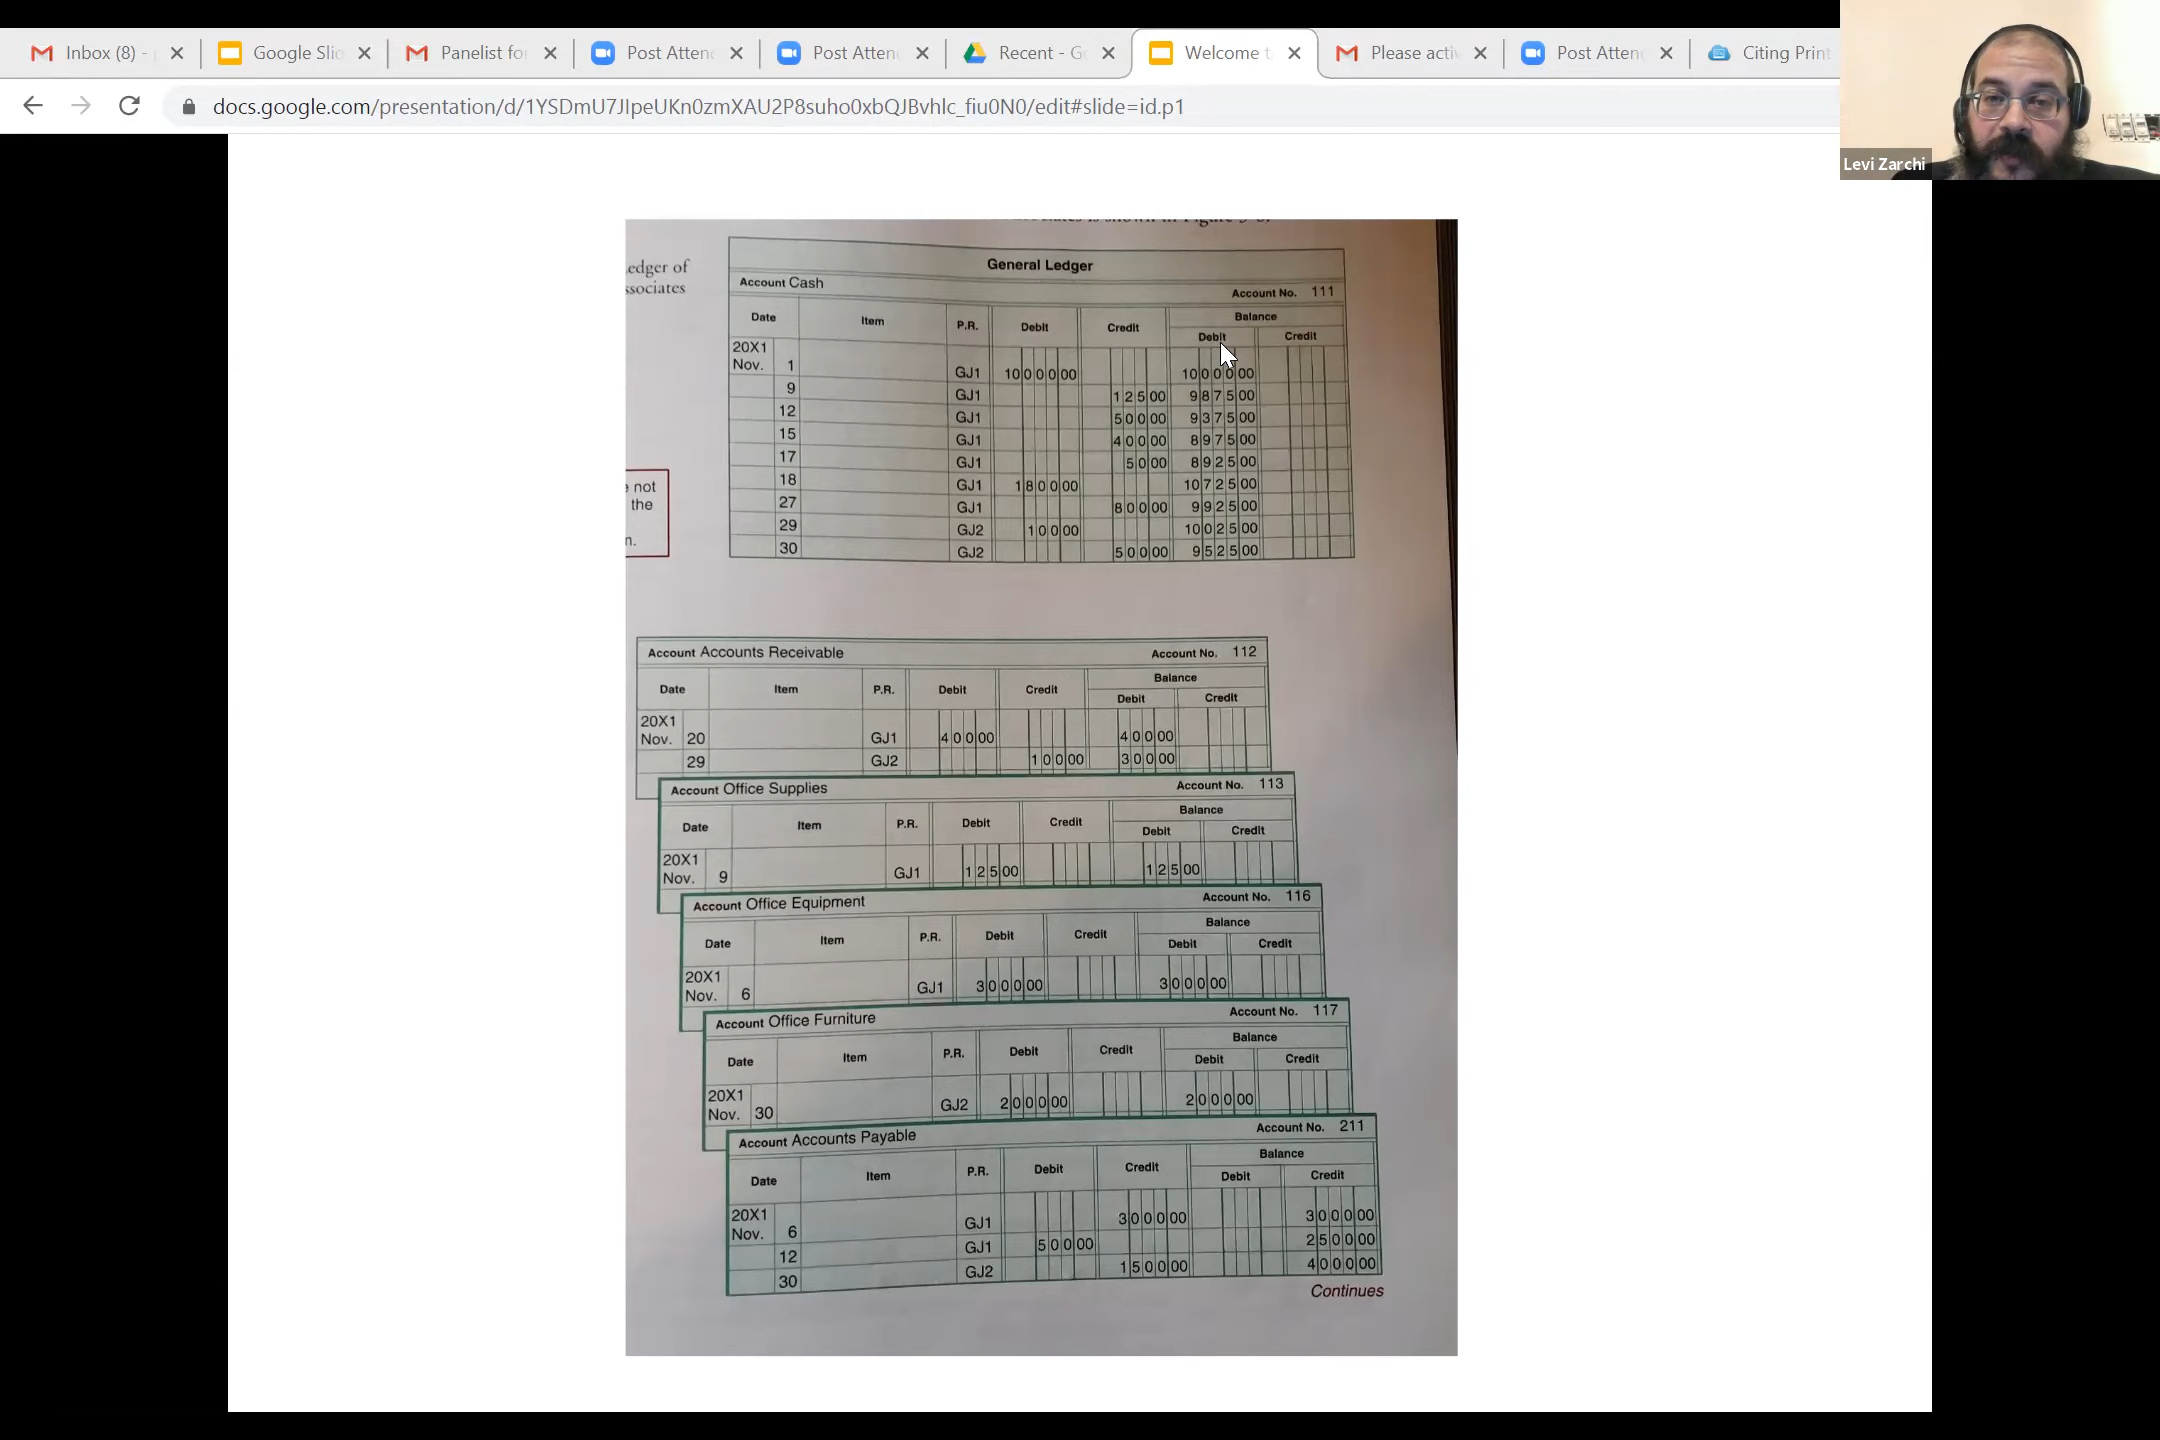 Inbox (8) -
Google Slid
Panelist for
Post Atten
Post Atten
Recent - Go
Welcome t
Please activ
Post Atten
Citing Print
docs.google.com/presentation/d/1YSDmU7JIpeUKn0zmXAU2P8suho0xbQJBvhlc_fiu0N0/edit#slide=id.p1
Levi Zarchi
edger of
ssociates
not
the
n.
General Ledger
Account Cash Account No. 111
Date Item P.R. Debit Credit Balance
Debit Credit
20X1
Nov. 1 GJ1 10 0 0 0 00 10 0 0 0 00
9 GJ1 1 2 5 00 9 8 7 5 00
12 GJ1 5 0 0 00 9 3 7 5 00
15 GJ1 4 0 0 00 8 9 7 5 00
17 GJ1 5 0 00 8 9 2 5 00
18 GJ1 1 8 0 0 00 10 7 2 5 00
27 GJ1 8 0 0 00 9 9 2 5 00
29 GJ2 1 0 0 00 10 0 2 5 00
30 GJ2 5 0 0 00 9 5 2 5 00
Account Accounts Receivable Account No. 112
Date Item P.R. Debit Credit Balance
Debit Credit
20X1
Nov. 20 GJ1 4 0 0 00 4 0 0 00
29 GJ2 1 0 0 00 3 0 0 00
Account Office Supplies Account No. 113
Date Item P.R. Debit Credit Balance
Debit Credit
20X1
Nov. 9 GJ1 1 2 5 00 1 2 5 00
Account Office Equipment Account No. 116
Date Item P.R. Debit Credit Balance
Debit Credit
20X1
Nov. 6 GJ1 3 0 0 0 00 3 0 0 0 00
Account Office Furniture Account No. 117
Date Item P.R. Debit Credit Balance
Debit Credit
20X1
Nov. 30 GJ2 2 0 0 0 00 2 0 0 0 00
Account Accounts Payable Account No. 211
Date Item P.R. Debit Credit Balance
Debit Credit
20X1
Nov. 6 GJ1 3 0 0 0 00 3 0 0 0 00
12 GJ1 5 0 0 00 2 5 0 0 00
30 GJ2 1 5 0 0 00 4 0 0 0 00
Continues